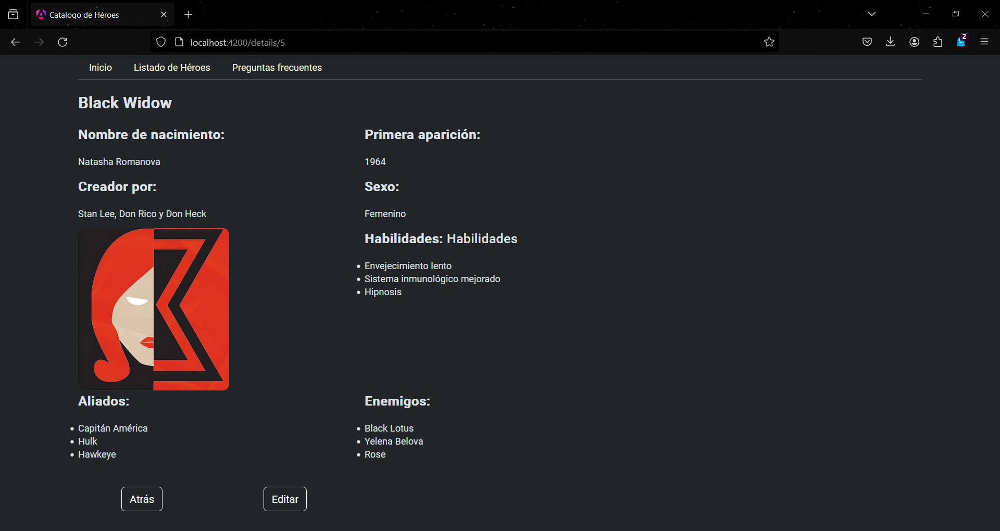 Catalogo de Héroes
localhost:4200/details/5
2
Inicio Listado de Héroes Preguntas frecuentes
Black Widow
Nombre de nacimiento: Primera aparición:
Natasha Romanova 1964
Creador por: Sexo:
Stan Lee, Don Rico y Don Heck Femenino
Habilidades: Habilidades
Envejecimiento lento
Sistema inmunológico mejorado
Hipnosis
Aliados: Enemigos:
Capitán América Black Lotus
Hulk Yelena Belova
Hawkeye Rose
Atrás Editar